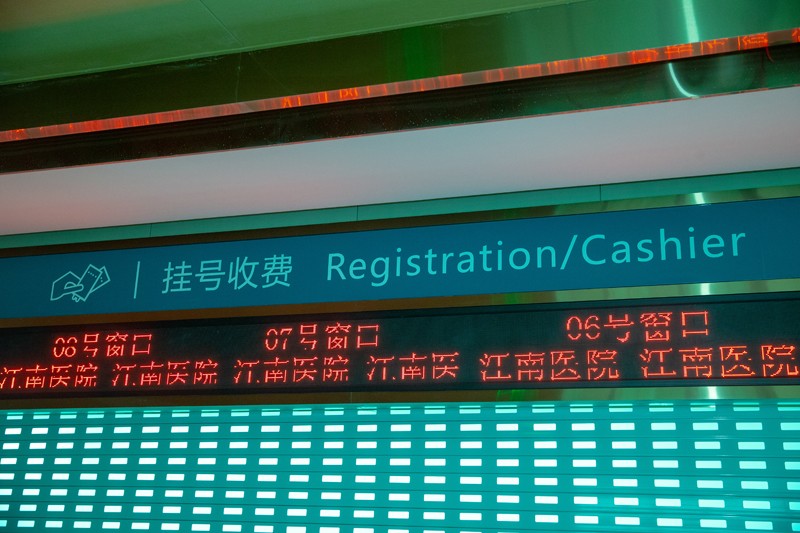 挂号收费 Registration/Cashier
08号窗口 07号窗口 06号窗口
江南医院 江南医院 江南医院 江南医 江南医院 江南医院